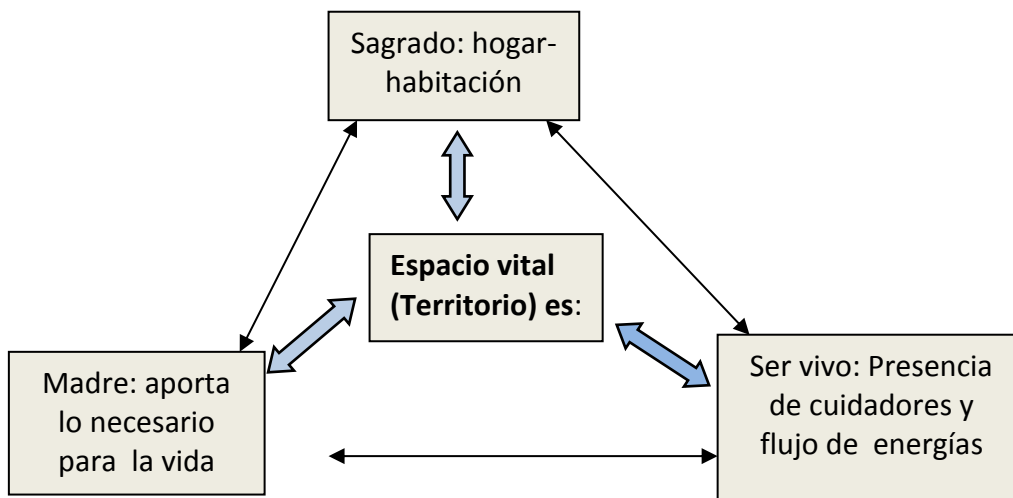 Sagrado: hogar-
habitación
Espacio vital
(Territorio) es:
Madre: aporta
lo necesario
para la vida
Ser vivo: Presencia
de cuidadores y
flujo de energías